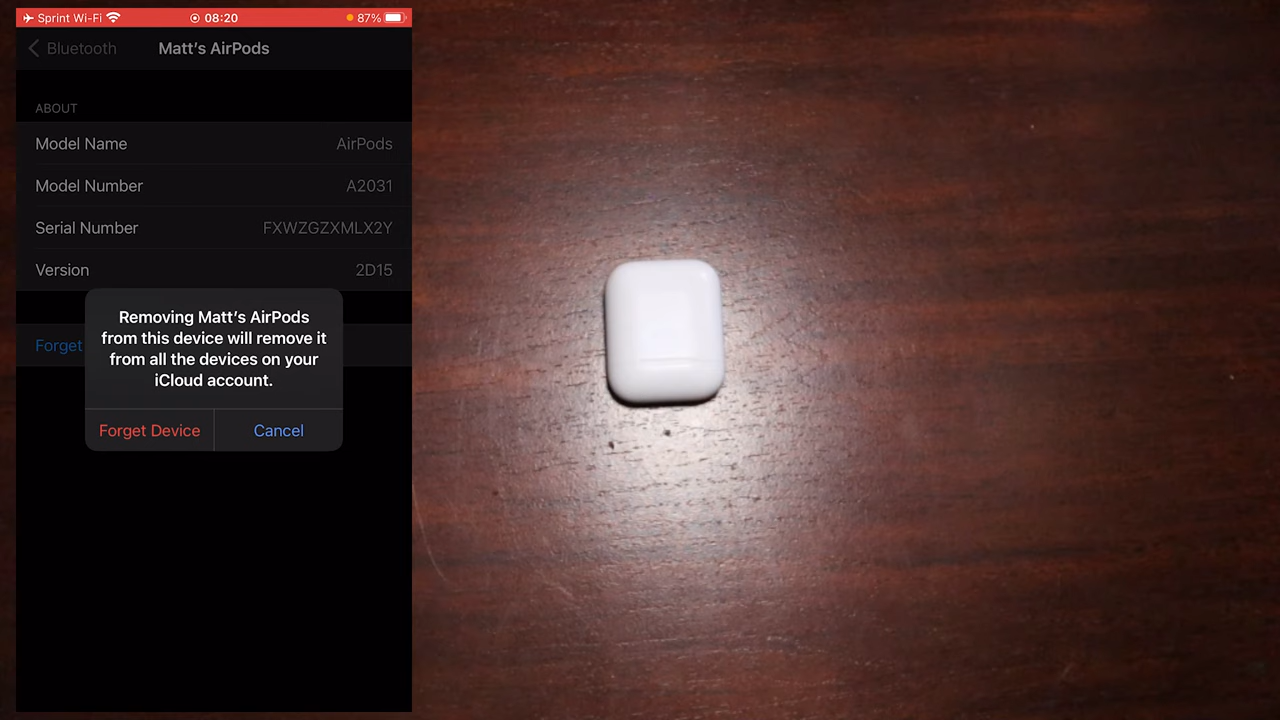 Sprint Wi-Fi 08:20 87%
Bluetooth Matt's AirPods
ABOUT
Model Name AirPods
Model Number A2031
Serial Number FXWZGZXMLX2Y
Version 2D15
Forget
Removing Matt's AirPods
from this device will remove it
from all the devices on your
iCloud account.
Forget Device Cancel